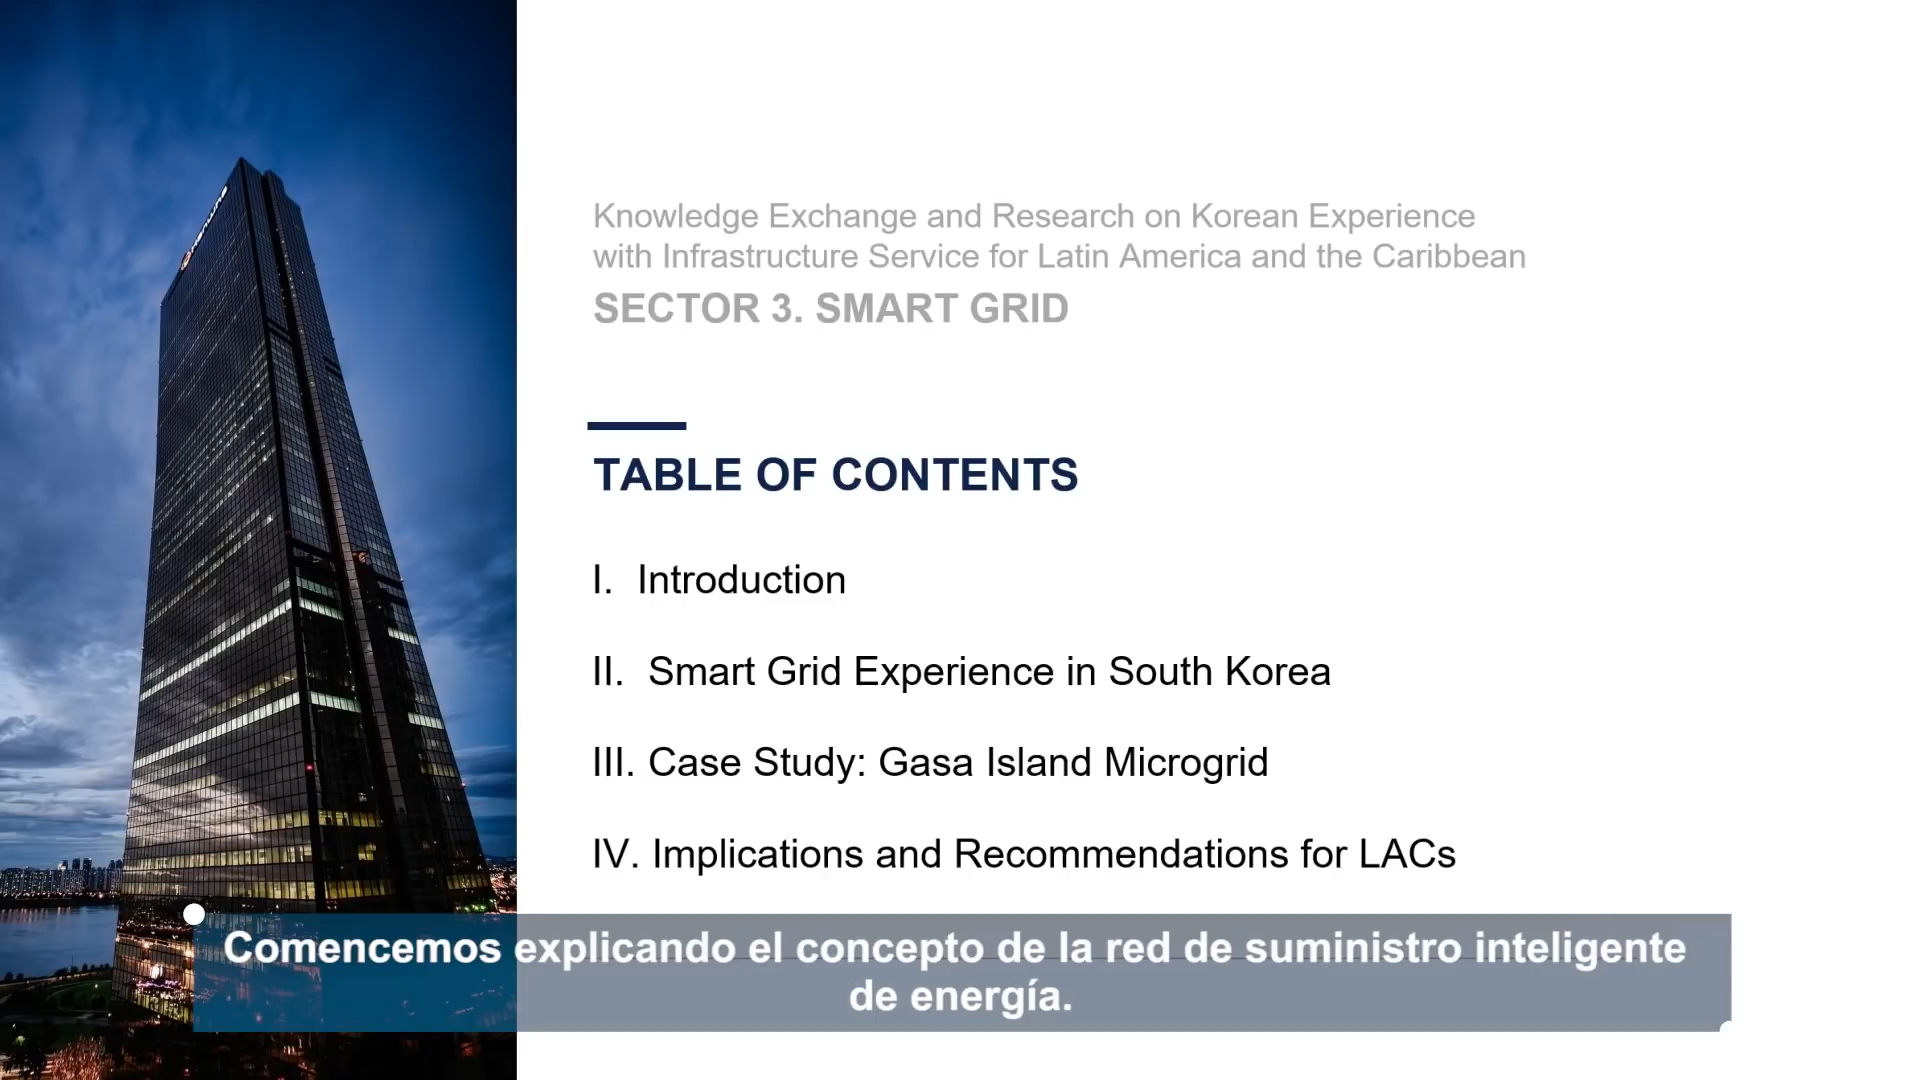 Knowledge Exchange and Research on Korean Experience
with Infrastructure Service for Latin America and the Caribbean
SECTOR 3. SMART GRID
TABLE OF CONTENTS
I. Introduction
II. Smart Grid Experience in South Korea
III. Case Study: Gasa Island Microgrid
IV. Implications and Recommendations for LACs
Comencemos explicando el concepto de la red de suministro inteligente
de energía.